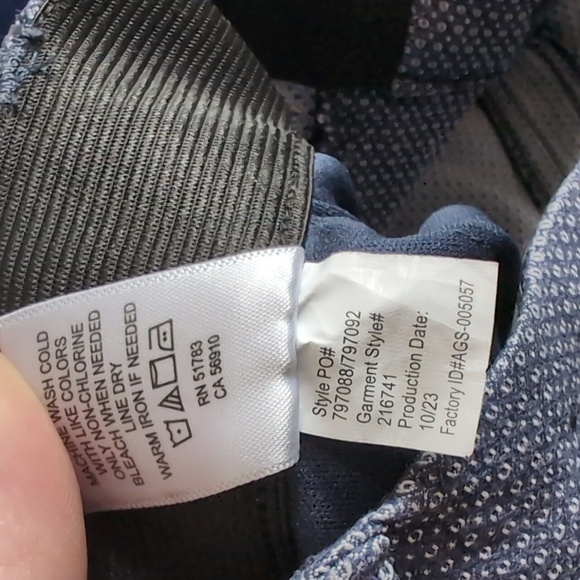 MACHINE WASH COLD
WITH LIKE COLORS
ONLY WHEN NEEDED
WITH NON-CHLORINE
BLEACH LINE DRY
WARM IRON IF NEEDED
RN 51783
CA 56910
Style PO#
797088/797092
Garment Style#
216741
Production Date:
10/23
Factory ID#AGS-005057